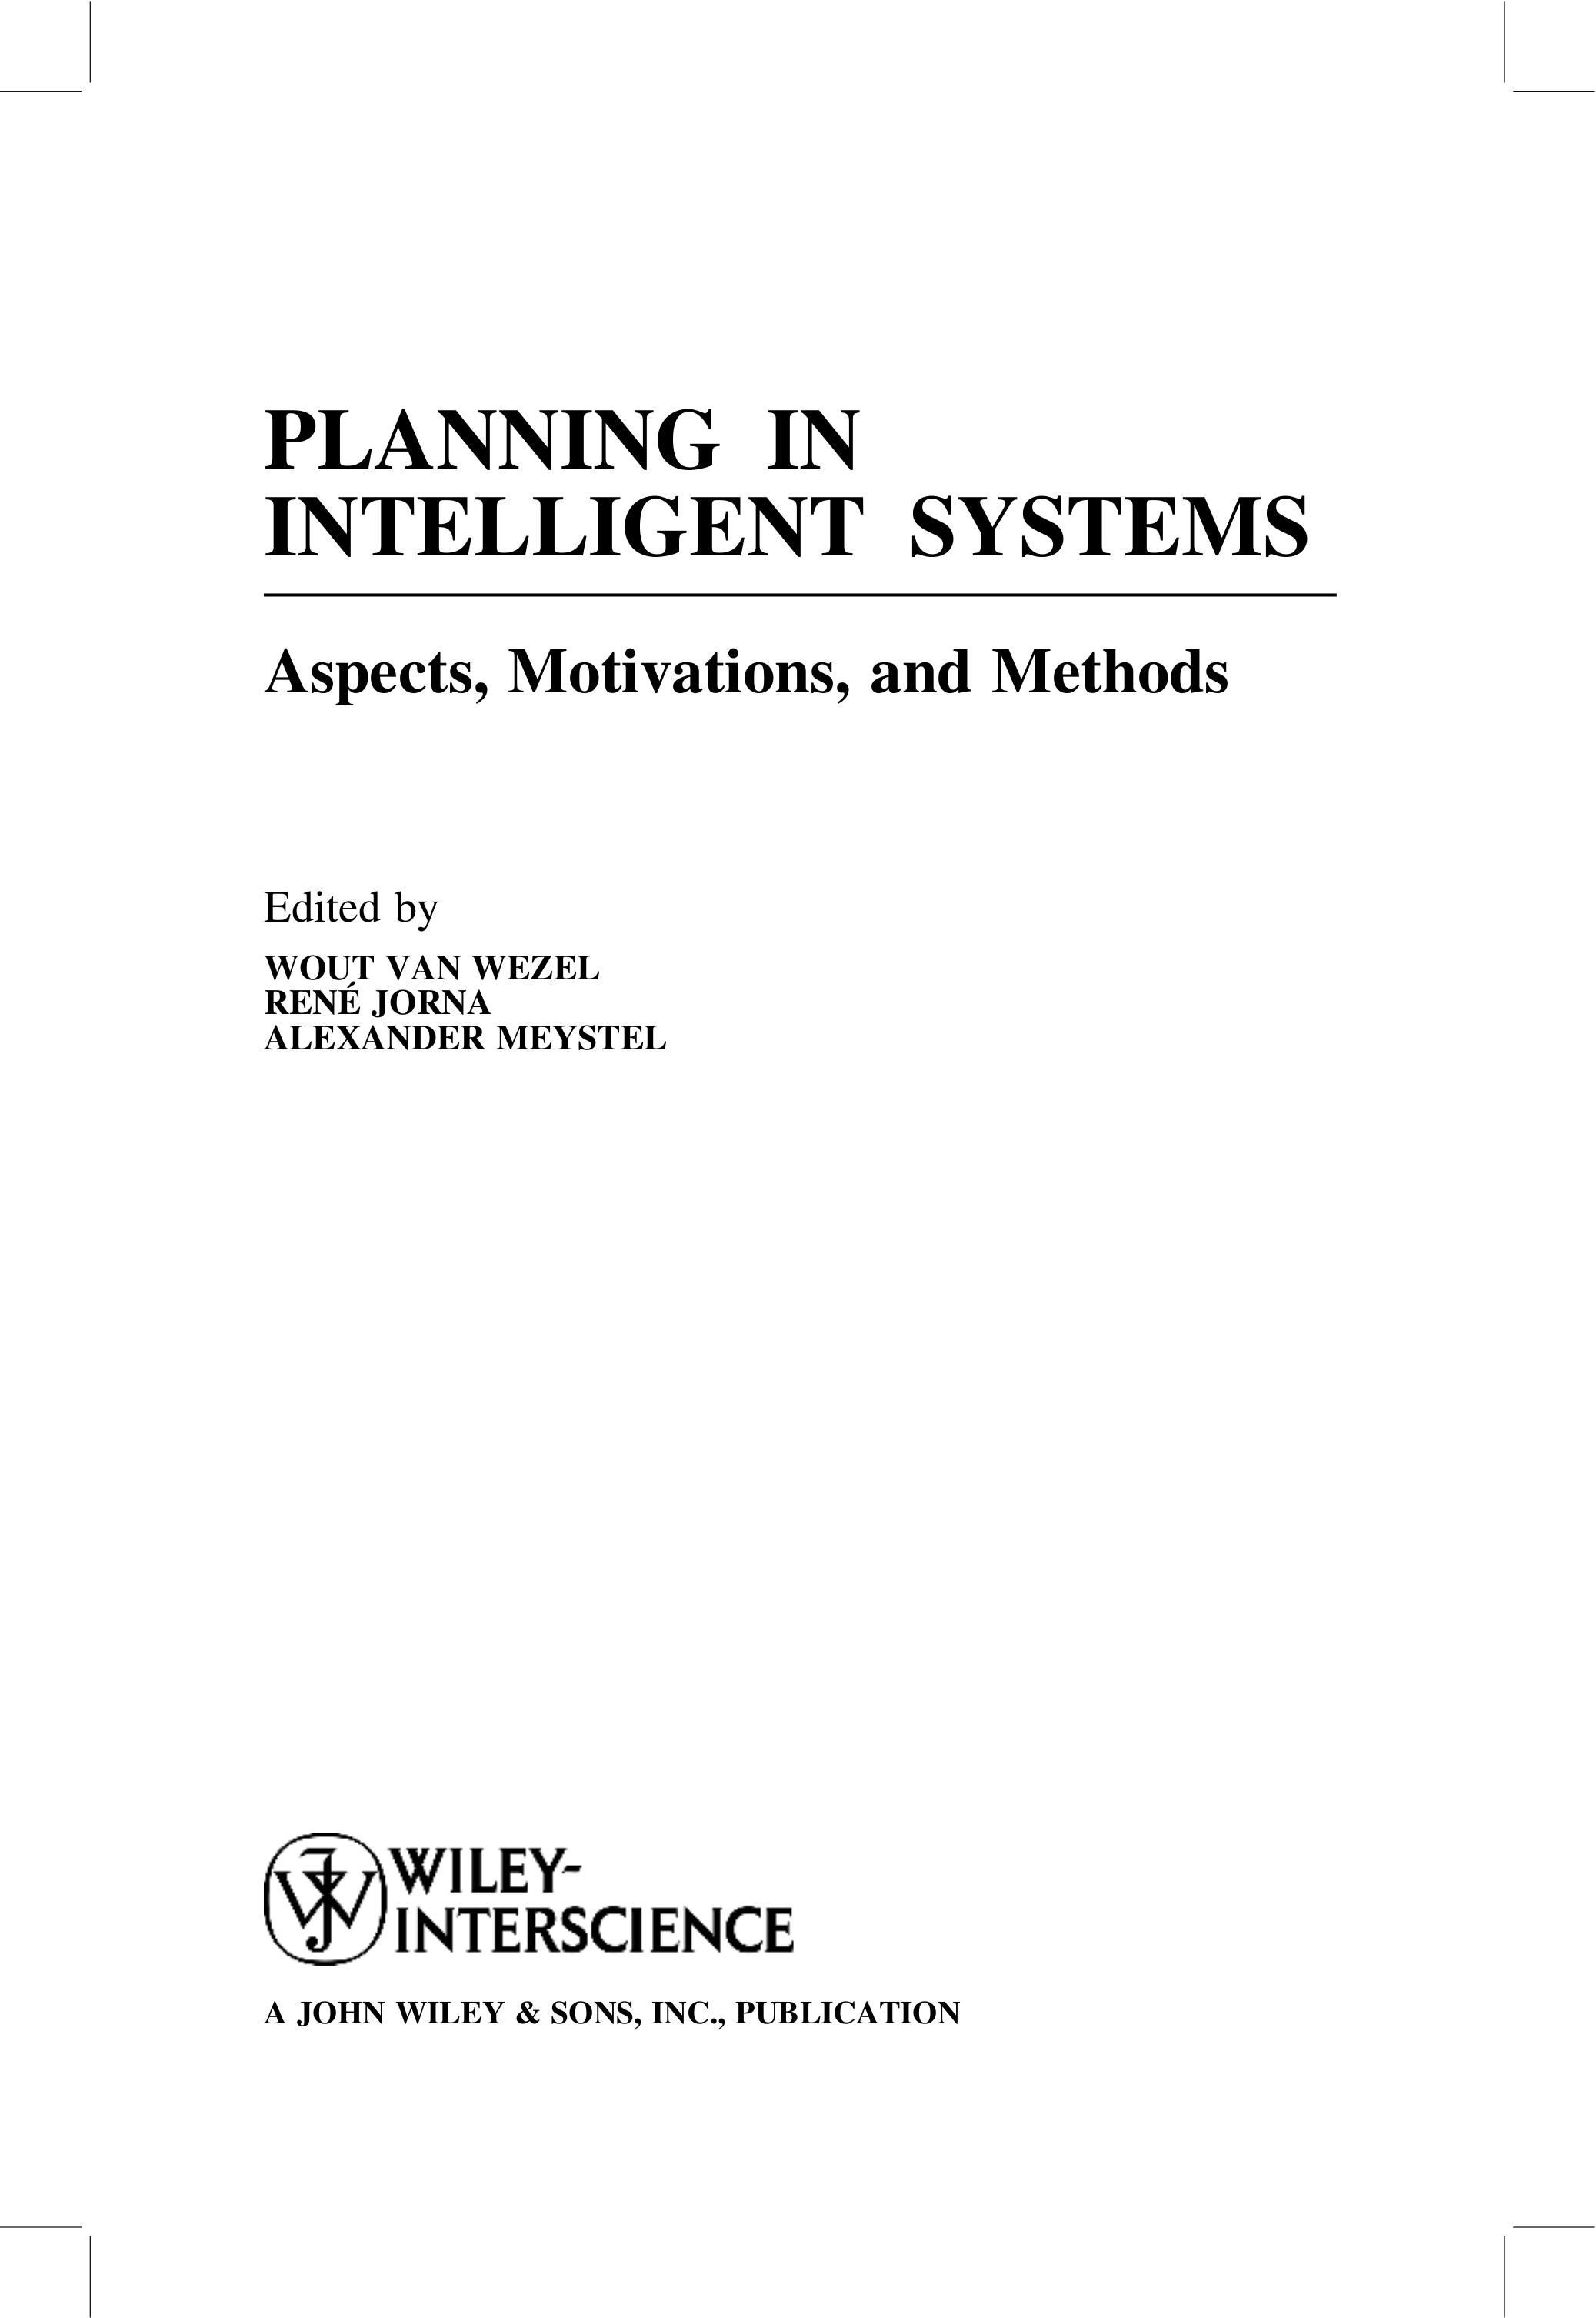 PLANNING IN
INTELLIGENT SYSTEMS
Aspects, Motivations, and Methods
Edited by
WOUT VAN WEZEL
RENÉ JORNA
ALEXANDER MEYSTEL
WILEY-
INTERSCIENCE
A JOHN WILEY & SONS, INC., PUBLICATION